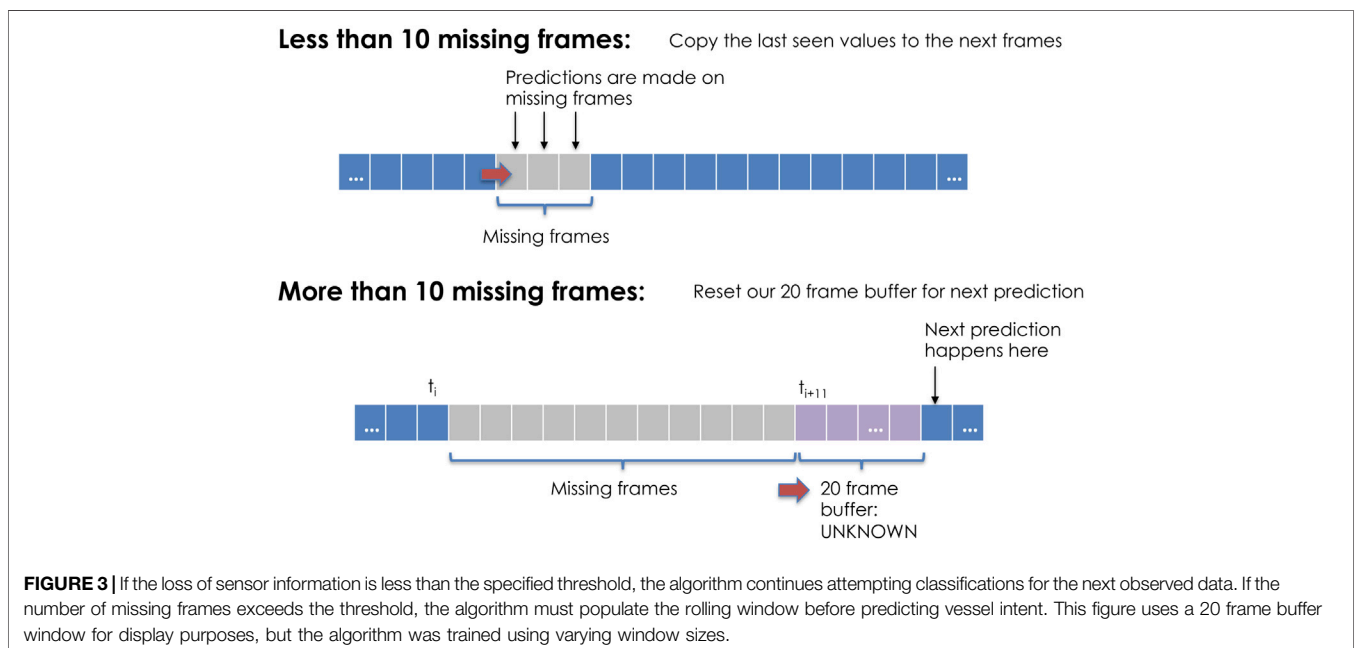 Less than 10 missing frames: Copy the last seen values to the next frames
Predictions are made on
missing frames
... ...
Missing frames
More than 10 missing frames: Reset our 20 frame buffer for next prediction
Next prediction
happens here
t_i t_{i+11}
... ... ...
Missing frames
20 frame
buffer:
UNKNOWN
FIGURE 3 | If the loss of sensor information is less than the specified threshold, the algorithm continues attempting classifications for the next observed data. If the
number of missing frames exceeds the threshold, the algorithm must populate the rolling window before predicting vessel intent. This figure uses a 20 frame buffer
window for display purposes, but the algorithm was trained using varying window sizes.